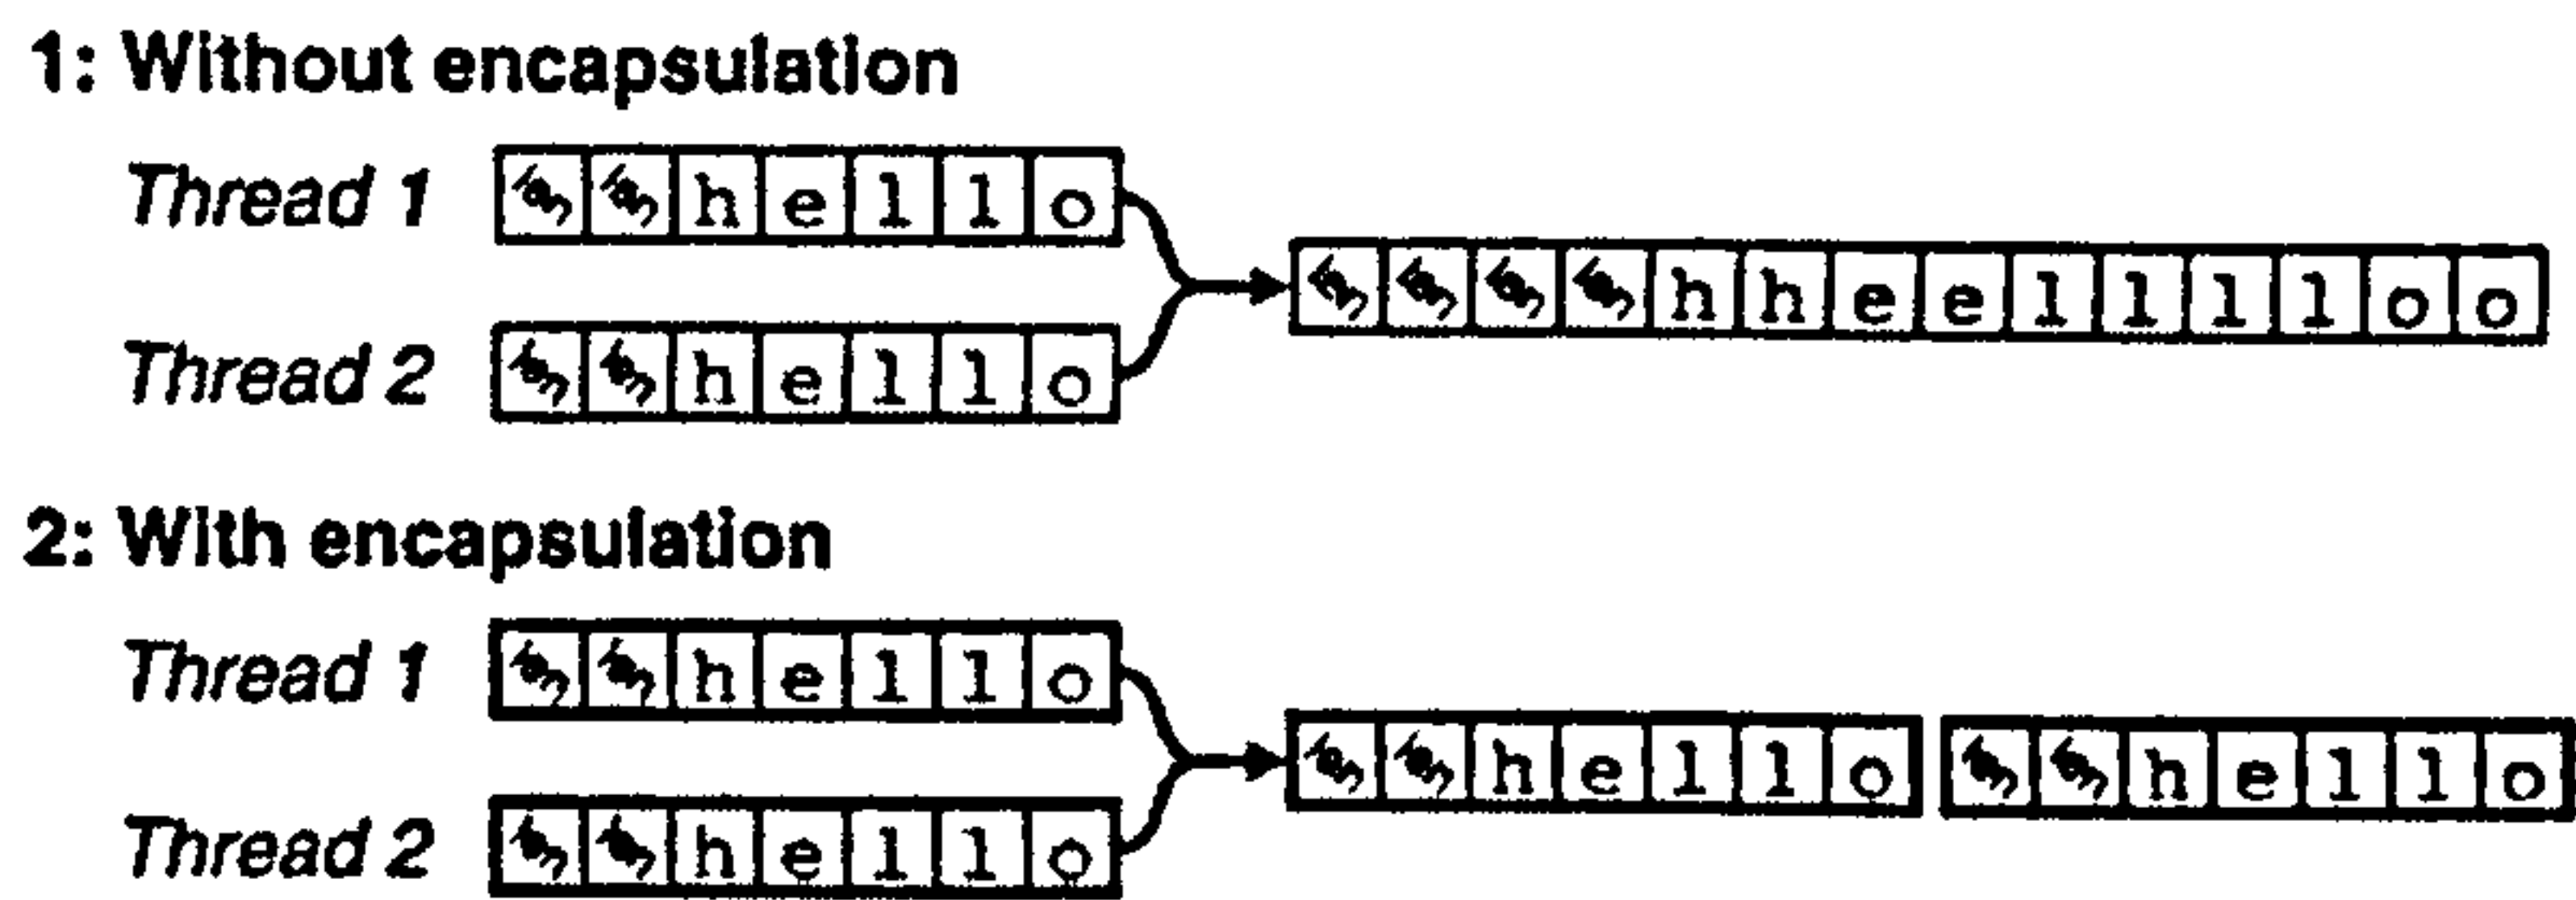 1: Without encapsulation
Thread 1 hello
hheelllloo
Thread 2 hello
2: With encapsulation
Thread 1 hello
hello hello
Thread 2 hello